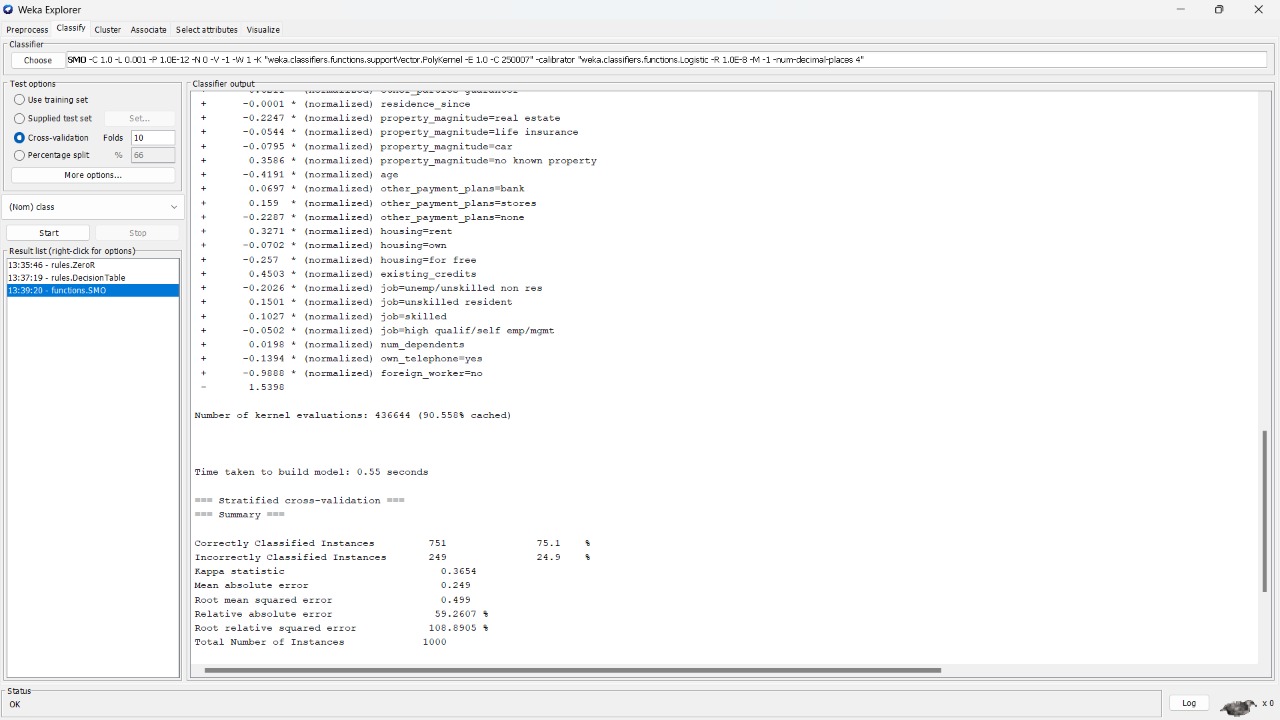 Weka Explorer
Preprocess Classify Cluster Associate Select attributes Visualize
Classifier
Choose SMO -C 1.0 -L 0.001 -P 1.0E-12 -N 0 -V -1 -W 1 -K "weka.classifiers.functions.supportVector.PolyKernel -E 1.0 -C 250007" -calibrator "weka.classifiers.functions.Logistic -R 1.0E-8 -M -1 -num-decimal-places 4"
Test options
Use training set
Supplied test set Set...
Cross-validation Folds 10
Percentage split % 66
More options...
(Nom) class
Start Stop
Result list (right-click for options)
13:35:46 - rules.ZeroR
13:37:19 - rules.DecisionTable
13:39:20 - functions.SMO
Classifier output
+ -0.0001 * (normalized) residence_since
+ -0.2247 * (normalized) property_magnitude=real estate
+ -0.0544 * (normalized) property_magnitude=life insurance
+ -0.0795 * (normalized) property_magnitude=car
+ 0.3586 * (normalized) property_magnitude=no known property
+ -0.4191 * (normalized) age
+ 0.0697 * (normalized) other_payment_plans=bank
+ 0.159 * (normalized) other_payment_plans=stores
+ -0.2287 * (normalized) other_payment_plans=none
+ 0.3271 * (normalized) housing=rent
+ -0.0702 * (normalized) housing=own
+ -0.257 * (normalized) housing=for free
+ 0.4503 * (normalized) existing_credits
+ -0.2026 * (normalized) job=unemp/unskilled non res
+ 0.1501 * (normalized) job=unskilled resident
+ 0.1027 * (normalized) job=skilled
+ -0.0502 * (normalized) job=high qualif/self emp/mgmt
+ 0.0198 * (normalized) num_dependents
+ -0.1394 * (normalized) own_telephone=yes
+ -0.9888 * (normalized) foreign_worker=no
- 1.5398
Number of kernel evaluations: 436644 (90.558% cached)
Time taken to build model: 0.55 seconds
=== Stratified cross-validation ===
=== Summary ===
Correctly Classified Instances 751 75.1 %
Incorrectly Classified Instances 249 24.9 %
Kappa statistic 0.3654
Mean absolute error 0.249
Root mean squared error 0.499
Relative absolute error 59.2607 %
Root relative squared error 108.8905 %
Total Number of Instances 1000
Status
OK
Log
x 0